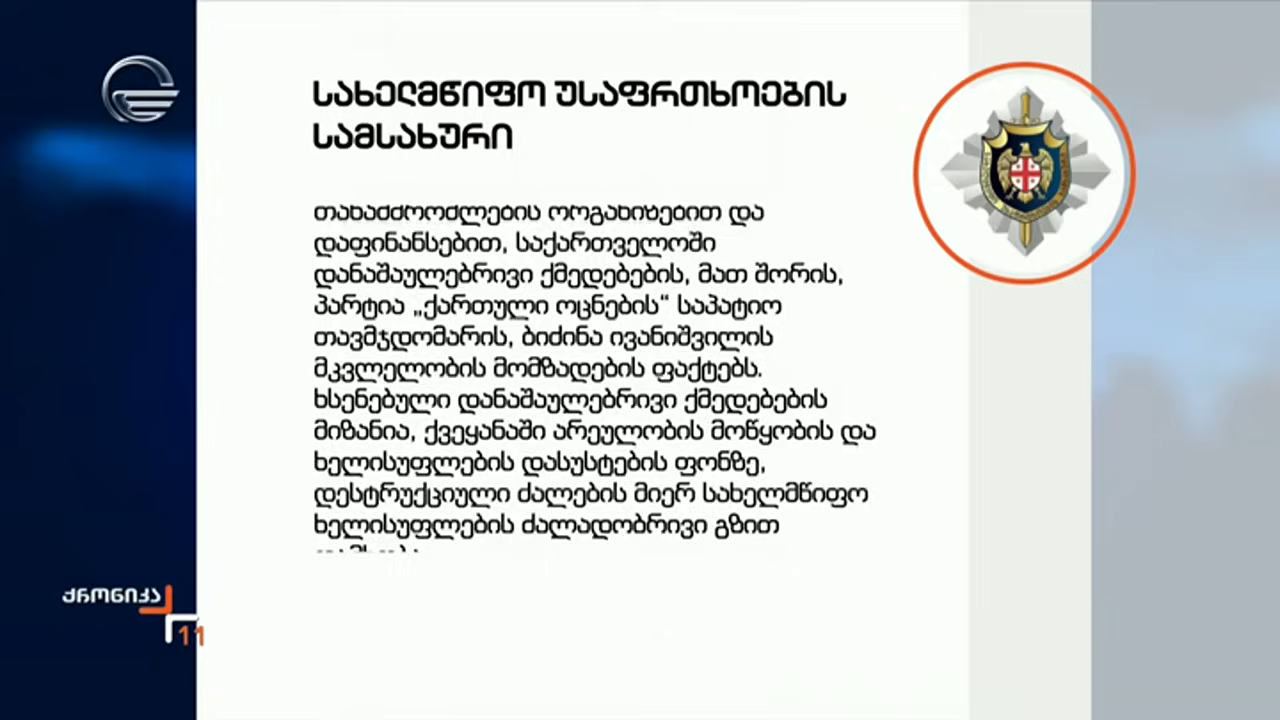 სახელმწიფო უსაფრთხოების
სამსახური
ორგანიზებით და
დაფინანსებით, საქართველოში
დანაშაულებრივი ქმედებების, მათ შორის,
პარტია „ქართული ოცნების“ საპატიო
თავმჯდომარის, ბიძინა ივანიშვილის
მკვლელობის მომზადების ფაქტებს.
ხსენებული დანაშაულებრივი ქმედებების
მიზანია, ქვეყანაში არეულობის მოწყობის და
ხელისუფლების დასუსტების ფონზე,
დესტრუქციული ძალების მიერ სახელმწიფო
ხელისუფლების ძალადობრივი გზით
ქრონიკა
11